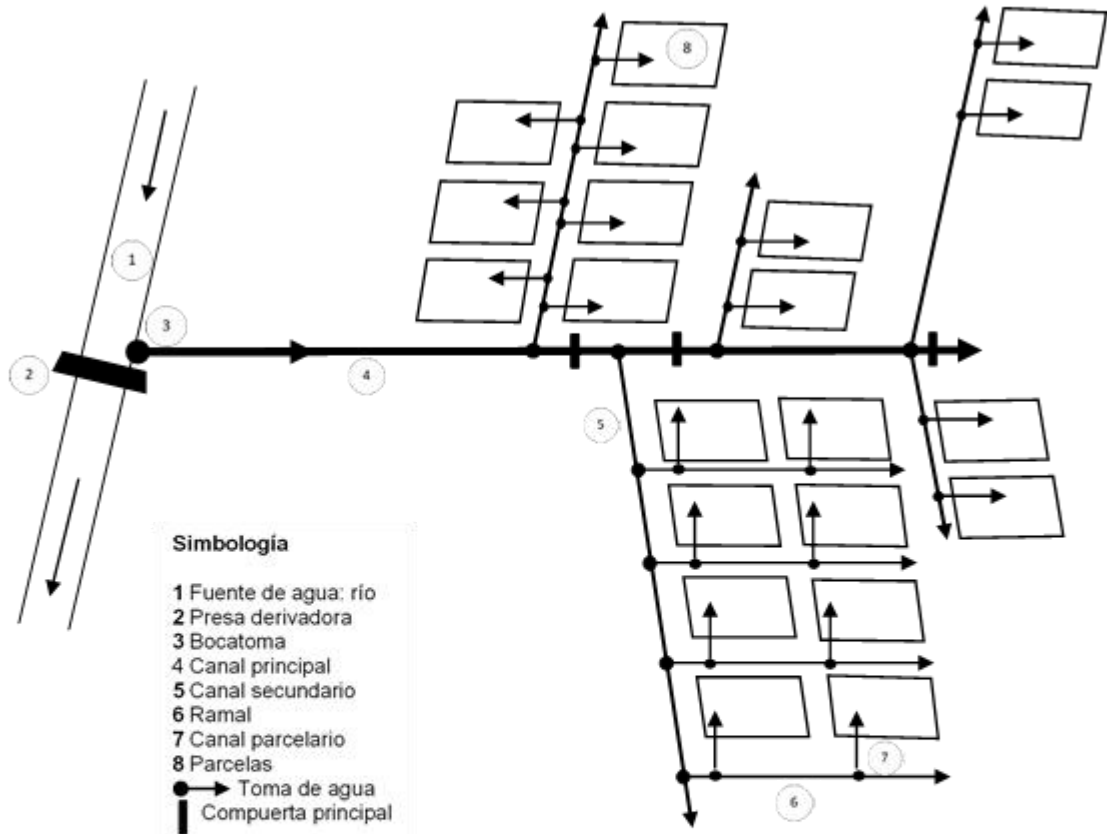 8
1
3
2
4
5
7
6
Simbología
1 Fuente de agua: río
2 Presa derivadora
3 Bocatoma
4 Canal principal
5 Canal secundario
6 Ramal
7 Canal parcelario
8 Parcelas
Toma de agua
Compuerta principal